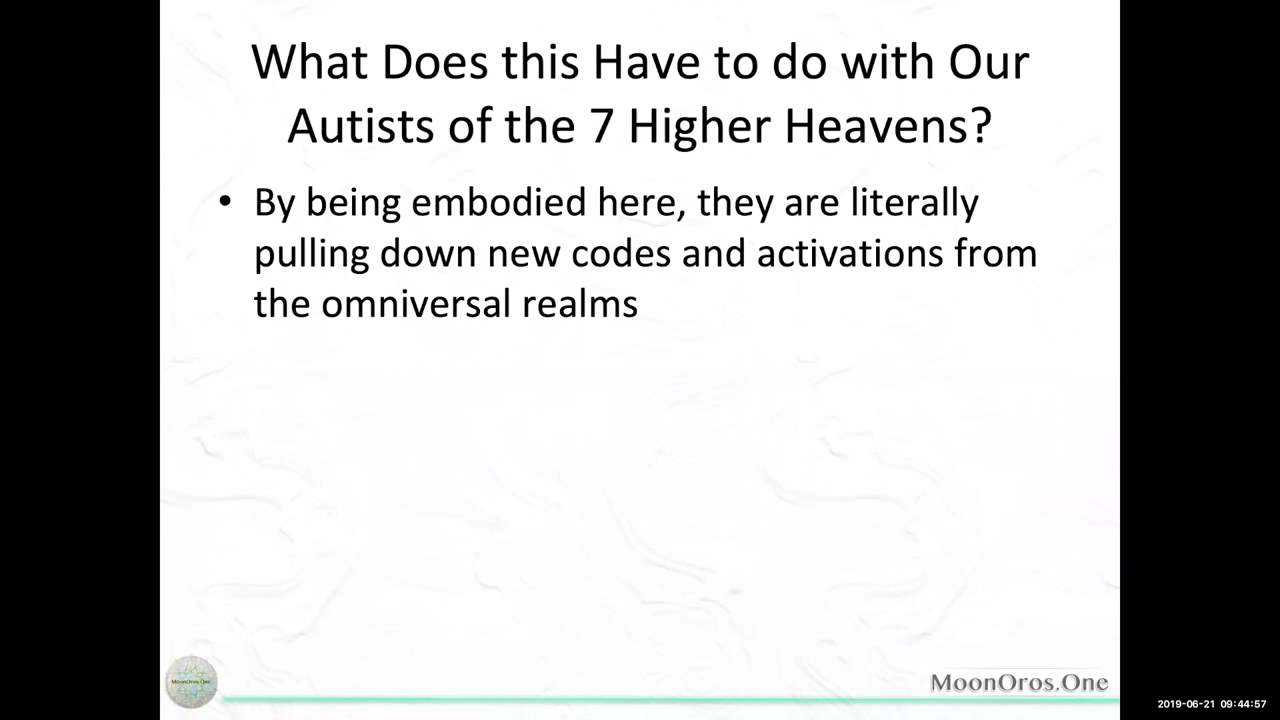 What Does this Have to do with Our
Autists of the 7 Higher Heavens?
• By being embodied here, they are literally
pulling down new codes and activations from
the omniversal realms
MoonOros.One
MoonOros.One
2019-06-21 09:44:57